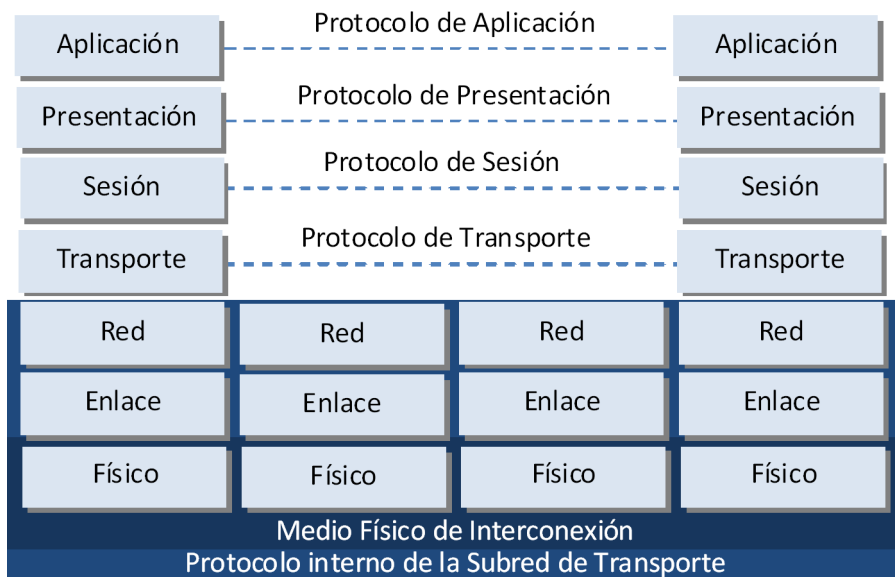 Protocolo de Aplicación
Aplicación Aplicación
Protocolo de Presentación
Presentación Presentación
Protocolo de Sesión
Sesión Sesión
Protocolo de Transporte
Transporte Transporte
Red Red Red Red
Enlace Enlace Enlace Enlace
Físico Físico Físico Físico
Medio Físico de Interconexión
Protocolo interno de la Subred de Transporte